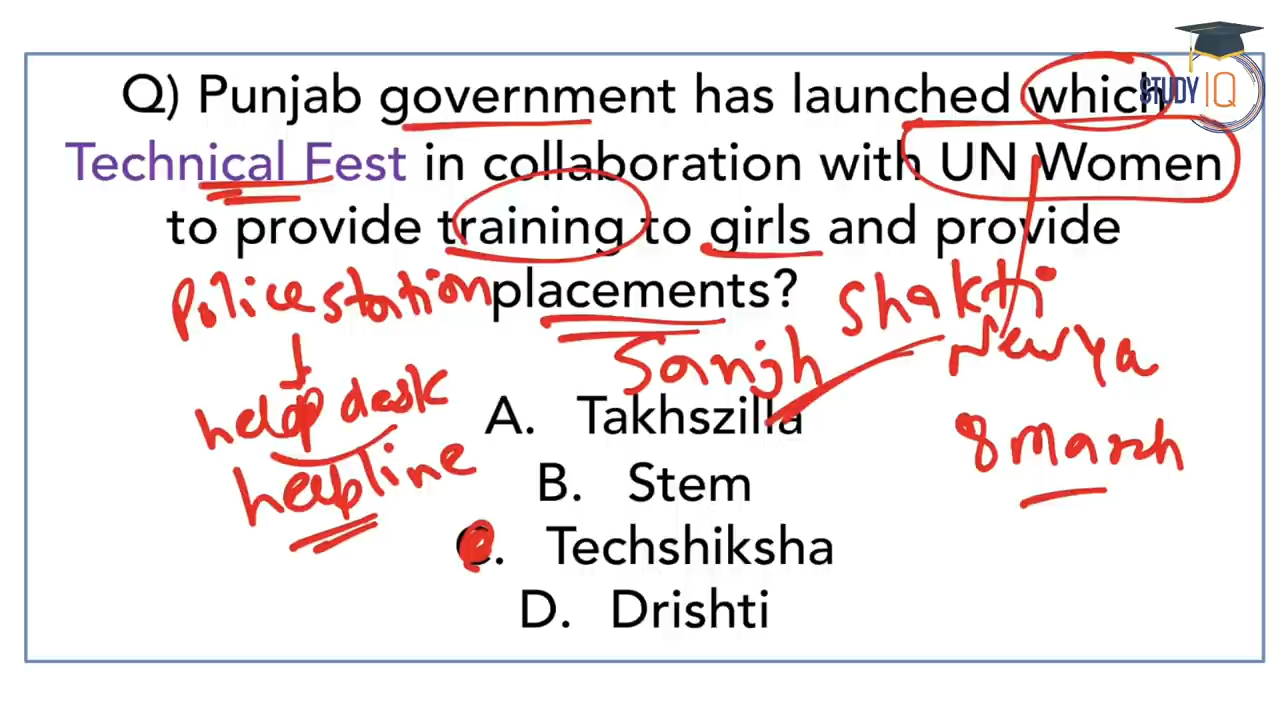 Q) Punjab government has launched which
STUDY IQ
Technical Fest in collaboration with UN Women
to provide training to girls and provide
placements?
Police station
Sanjh Shakti
help desk
helpline
8 March
A. Takhszilla
B. Stem
C. Techshiksha
D. Drishti